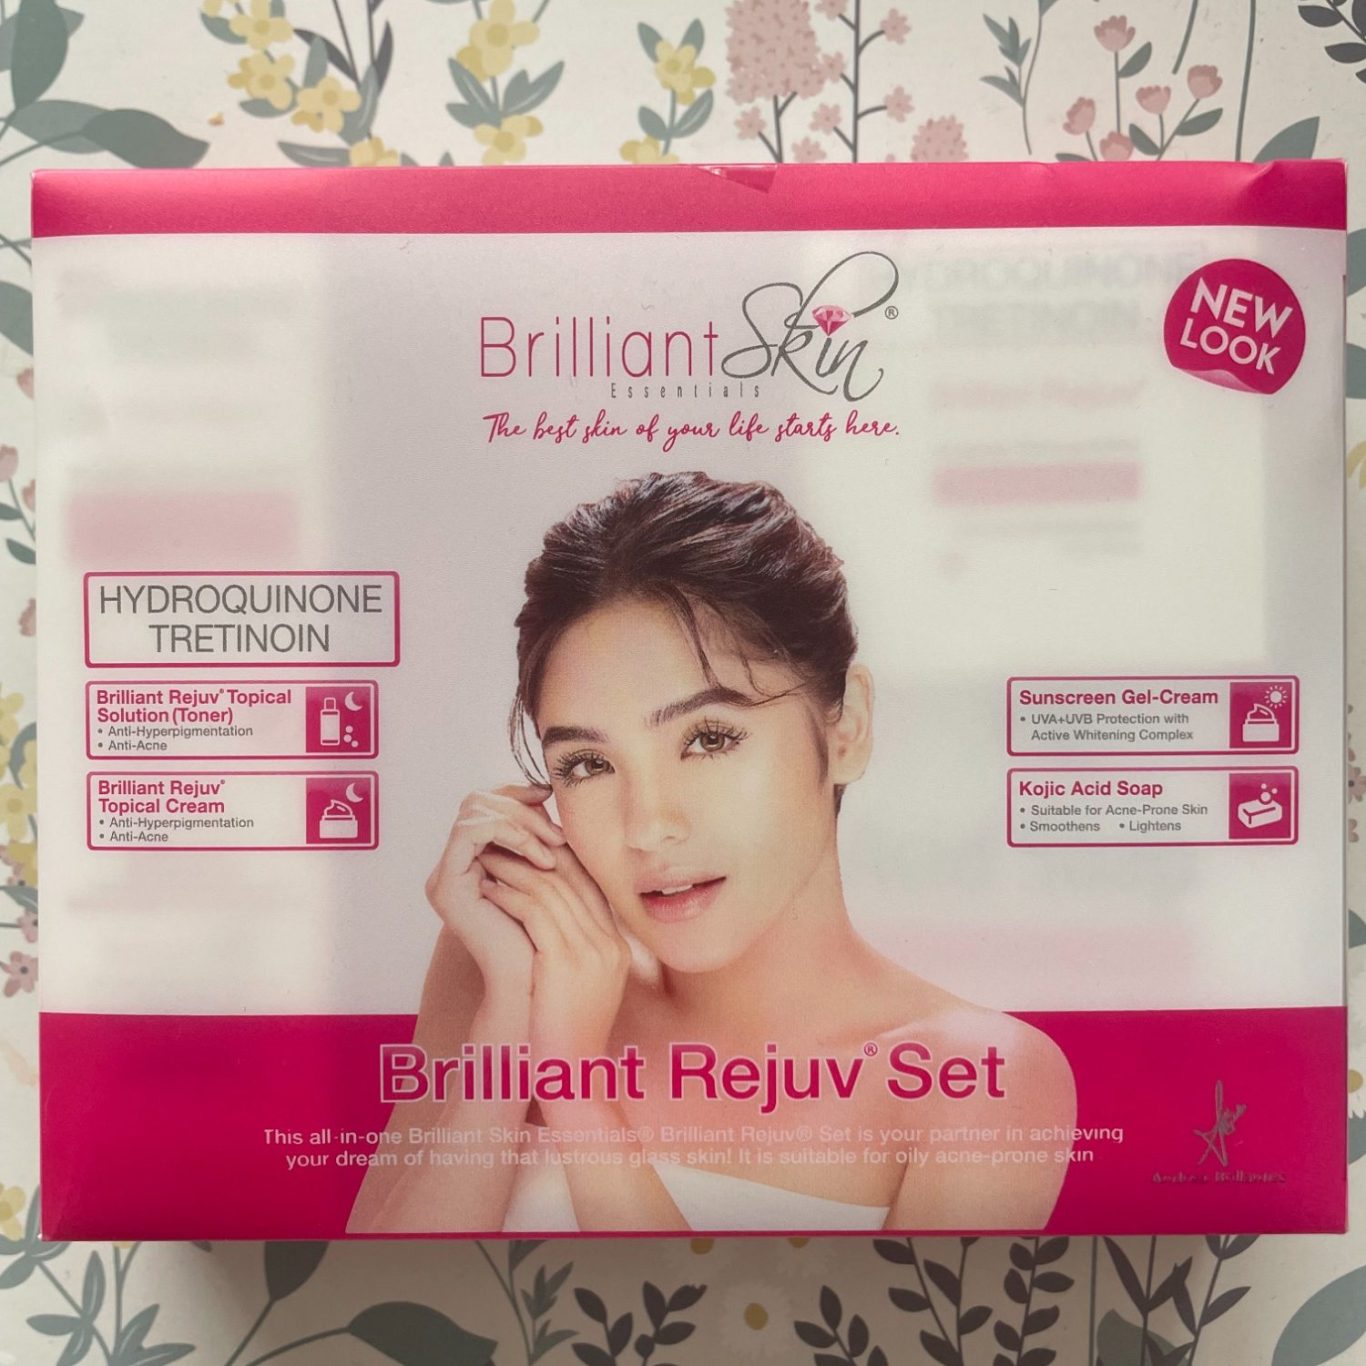 Brilliant Skin®
Essentials
The best skin of your life starts here.
NEW
LOOK
HYDROQUINONE
TRETINOIN
Brilliant Rejuv® Topical
Solution (Toner)
• Anti-Hyperpigmentation
• Anti-Acne
Brilliant Rejuv®
Topical Cream
• Anti-Hyperpigmentation
• Anti-Acne
Sunscreen Gel-Cream
• UVA+UVB Protection with
Active Whitening Complex
Kojic Acid Soap
• Suitable for Acne-Prone Skin
• Smoothens • Lightens
Brilliant Rejuv® Set
This all-in-one Brilliant Skin Essentials® Brilliant Rejuv® Set is your partner in achieving
your dream of having that lustrous glass skin! It is suitable for oily acne-prone skin